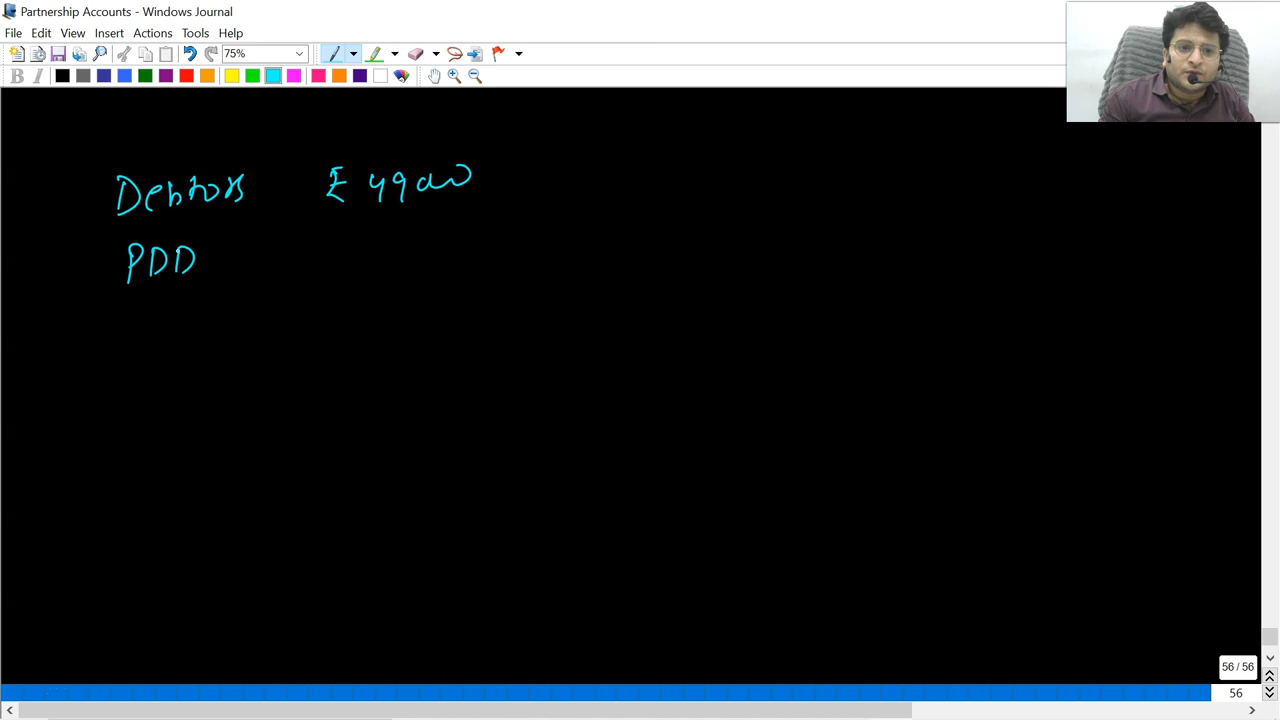 Partnership Accounts - Windows Journal
File Edit View Insert Actions Tools Help
75%
B I
Debtors ₹ 49000
PDD
56 / 56
56